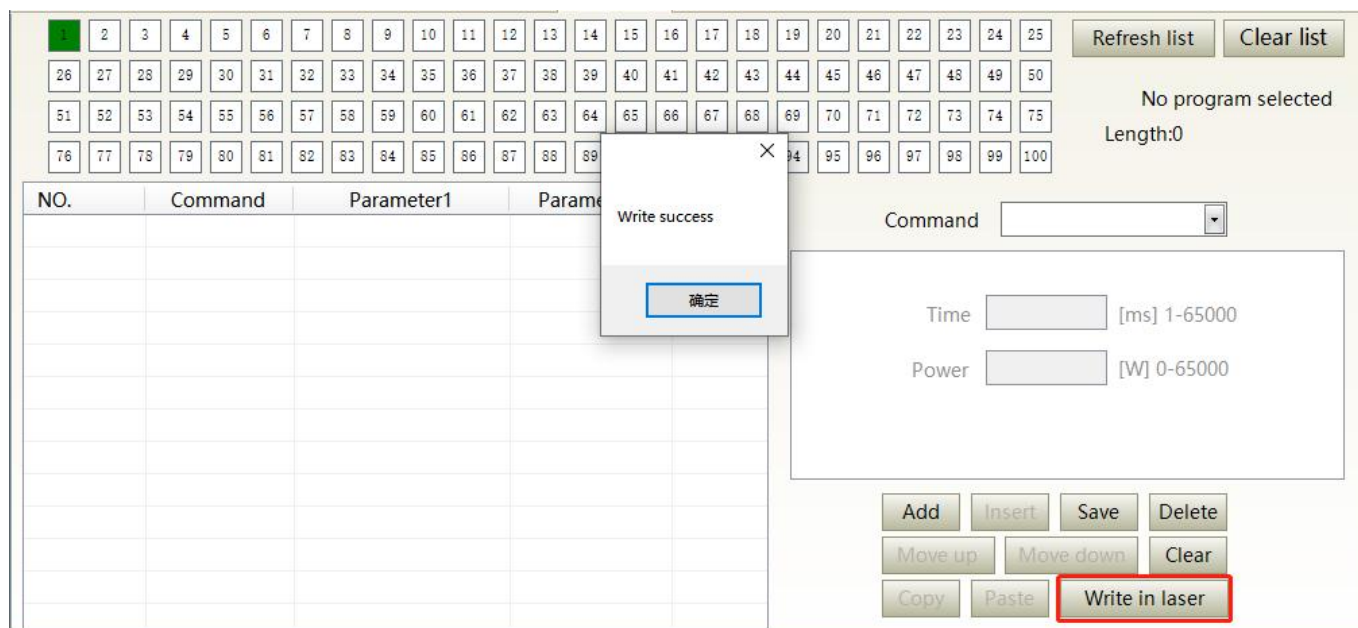 1 2 3 4 5 6 7 8 9 10 11 12 13 14 15 16 17 18 19 20 21 22 23 24 25 Refresh list Clear list
26 27 28 29 30 31 32 33 34 35 36 37 38 39 40 41 42 43 44 45 46 47 48 49 50
No program selected
51 52 53 54 55 56 57 58 59 60 61 62 63 64 65 66 67 68 69 70 71 72 73 74 75
Length:0
76 77 78 79 80 81 82 83 84 85 86 87 88 89 94 95 96 97 98 99 100
NO. Command Parameter1 Parame
Write success
确定
Command
Time [ms] 1-65000
Power [W] 0-65000
Add Insert Save Delete
Move up Move down Clear
Copy Paste Write in laser